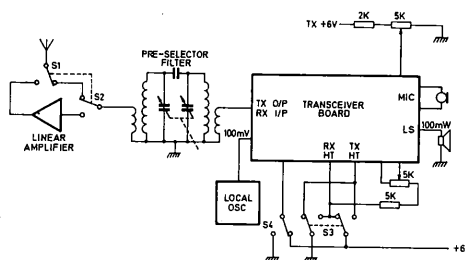 TX +6V
2K
5K
S1
S2
PRE-SELECTOR
FILTER
LINEAR
AMPLIFIER
TX O/P
RX I/P
TRANSCEIVER
BOARD
MIC
LS
100mW
100mV
RX
HT
TX
HT
LOCAL
OSC
5K
5K
S4
S3
+6